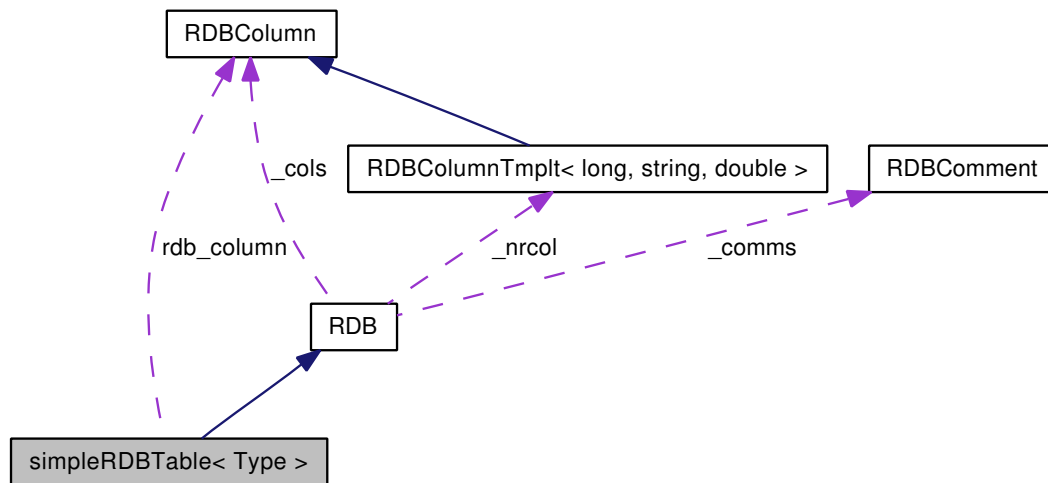 RDBColumn
RDBColumnTmplt< long, string, double >
RDBComment
_cols
rdb_column
_nrcol
_comms
RDB
simpleRDBTable< Type >